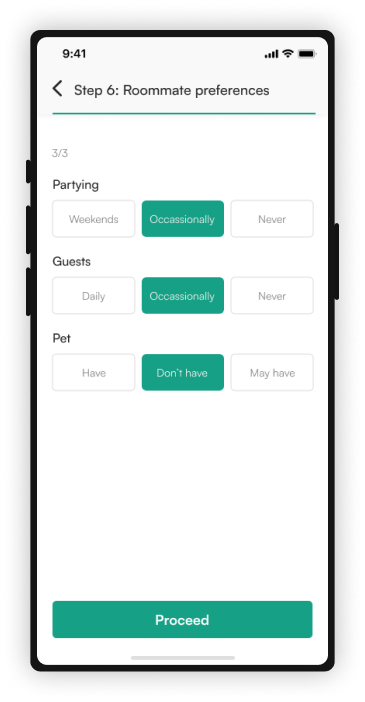 9:41
Step 6: Roommate preferences
3/3
Partying
Weekends Occassionally Never
Guests
Daily Occassionally Never
Pet
Have Don't have May have
Proceed